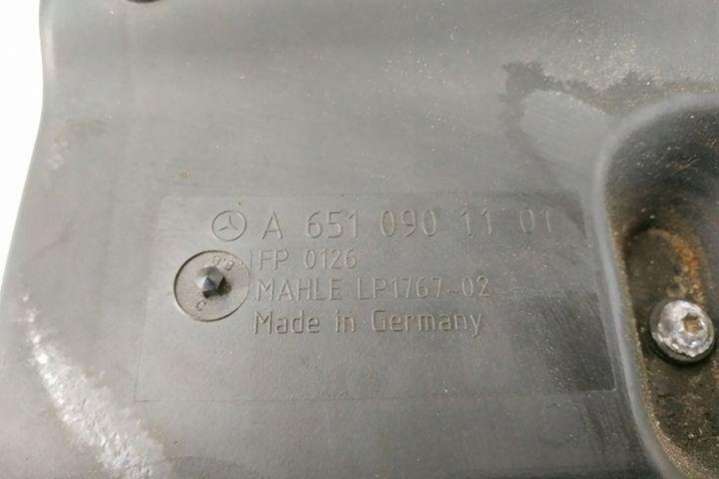 A 651 090 11 01
FP 0126
MAHLE LP1767-02
Made in Germany